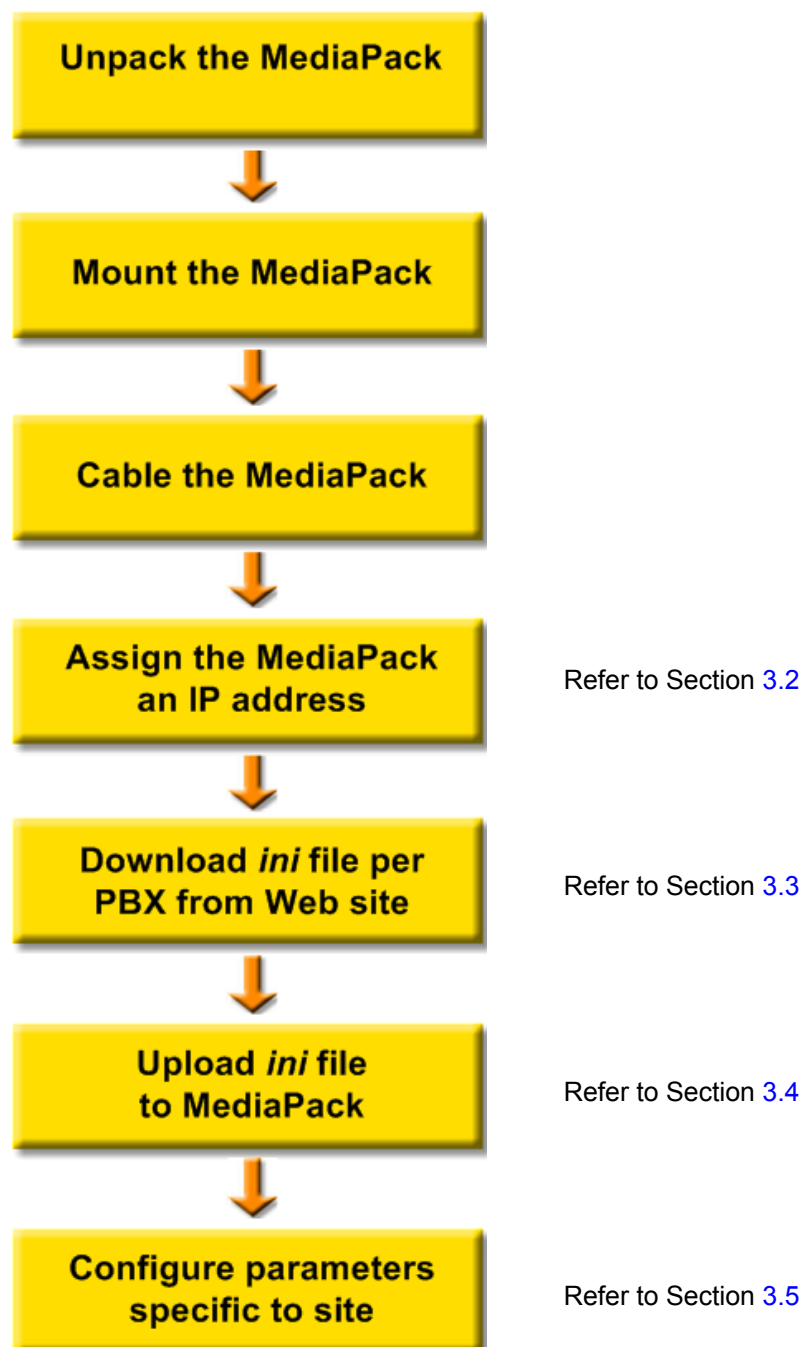 Unpack the MediaPack
Mount the MediaPack
Cable the MediaPack
Assign the MediaPack
an IP address
Refer to Section 3.2
Download ini file per
PBX from Web site
Refer to Section 3.3
Upload ini file
to MediaPack
Refer to Section 3.4
Configure parameters
specific to site
Refer to Section 3.5